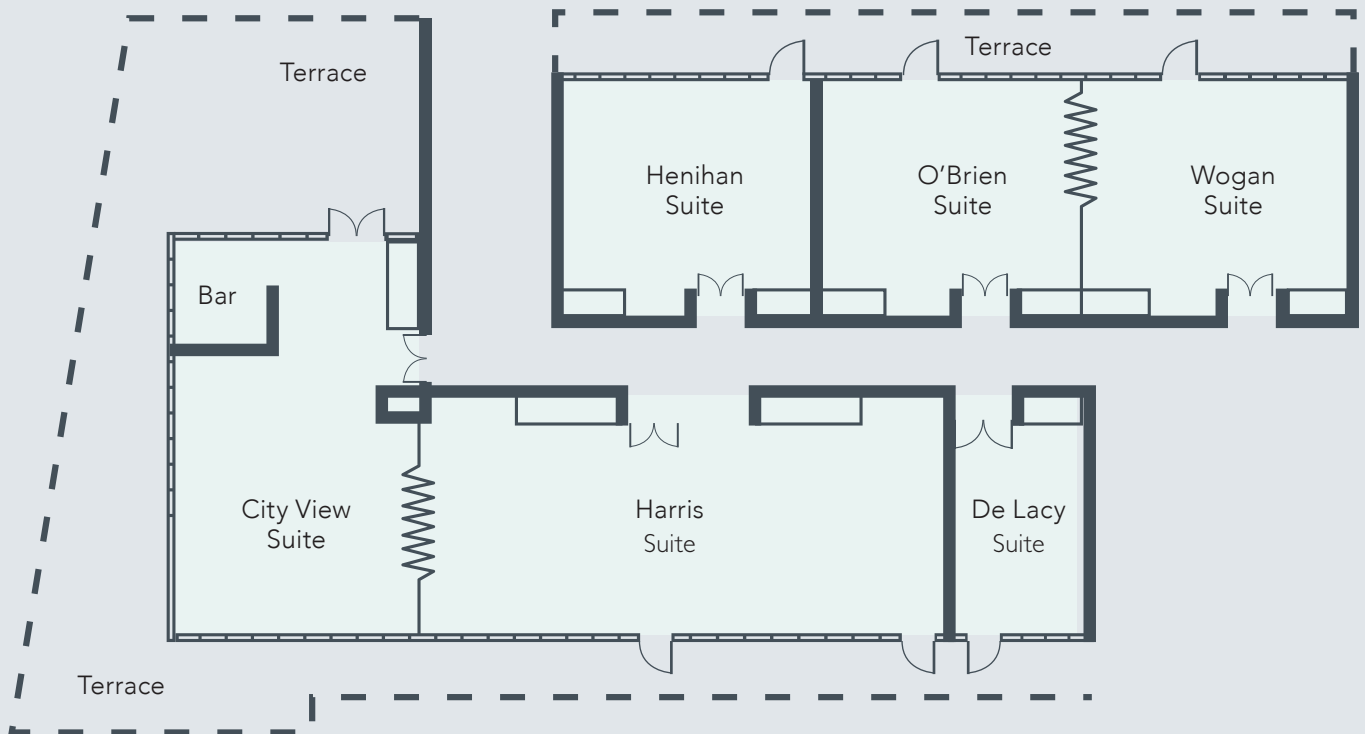 Terrace
Terrace
Henihan
Suite
O’Brien
Suite
Wogan
Suite
Bar
City View
Suite
Harris
Suite
De Lacy
Suite
Terrace